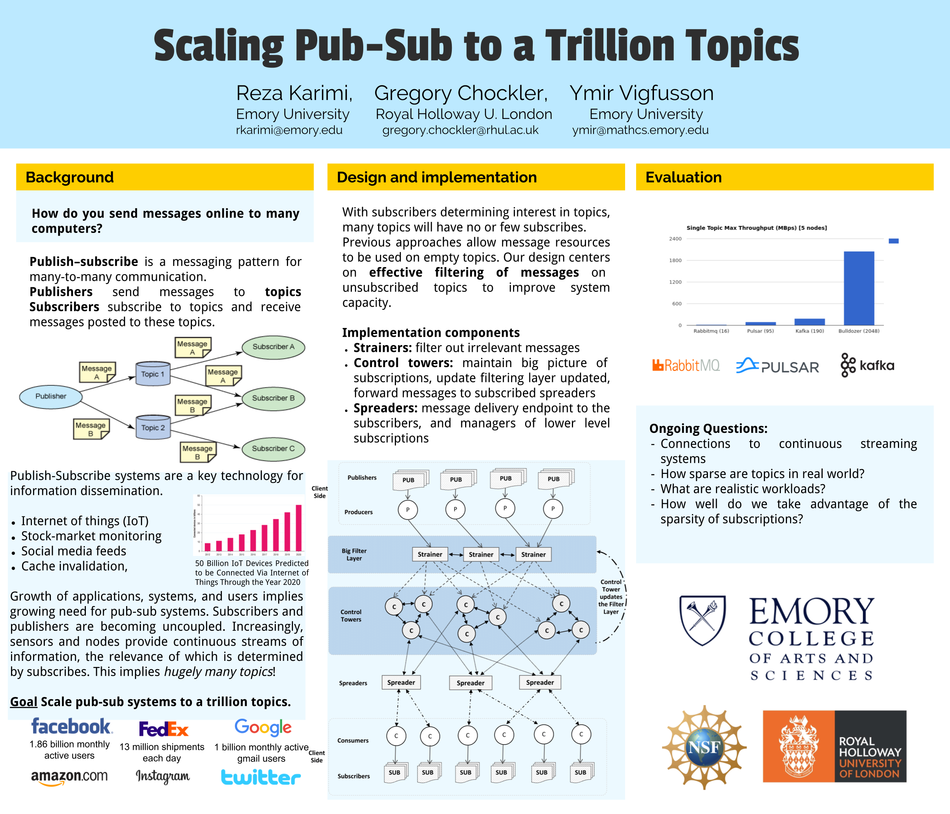 Scaling Pub-Sub to a Trillion Topics
Reza Karimi,
Emory University
rkarimi@emory.edu
Gregory Chockler,
Royal Holloway U. London
gregory.chockler@rhul.ac.uk
Ymir Vigfusson
Emory University
ymir@mathcs.emory.edu
Background
How do you send messages online to many
computers?
Publish–subscribe is a messaging pattern for
many-to-many communication.
Publishers send messages to topics
Subscribers subscribe to topics and receive
messages posted to these topics.
Publisher
Message A
Message B
Topic 1
Topic 2
Message A
Message A
Message B
Message B
Subscriber A
Subscriber B
Subscriber C
Publish-Subscribe systems are a key technology for
information dissemination.
• Internet of things (IoT)
• Stock-market monitoring
• Social media feeds
• Cache invalidation,
50 Billion IoT Devices Predicted
to be Connected Via Internet of
Things Through the Year 2020
Growth of applications, systems, and users implies
growing need for pub-sub systems. Subscribers and
publishers are becoming uncoupled. Increasingly,
sensors and nodes provide continuous streams of
information, the relevance of which is determined
by subscribes. This implies hugely many topics!
Goal Scale pub-sub systems to a trillion topics.
facebook.
1.86 billion monthly
active users
FedEx
13 million shipments
each day
Google
1 billion monthly active
gmail users
amazon.com
Instagram
twitter
Design and implementation
With subscribers determining interest in topics,
many topics will have no or few subscribes.
Previous approaches allow message resources
to be used on empty topics. Our design centers
on effective filtering of messages on
unsubscribed topics to improve system
capacity.
Implementation components
• Strainers: filter out irrelevant messages
• Control towers: maintain big picture of
subscriptions, update filtering layer updated,
forward messages to subscribed spreaders
• Spreaders: message delivery endpoint to the
subscribers, and managers of lower level
subscriptions
Client
Side
Publishers
PUB PUB PUB PUB
Producers
P P P P
Big Filter
Layer
Strainer Strainer Strainer
Control
Tower
updates
the Filter
Layer
Control
Towers
C C C C
C C C C C
Spreaders
Spreader Spreader Spreader
Client
Side
Consumers
C C C C C C
Subscribers
SUB SUB SUB SUB SUB SUB
Evaluation
Single Topic Max Throughput (MBps) [5 nodes]
2400
1800
1200
600
0
Rabbitmq (16) Pulsar (95) Kafka (190) Bulldozer (2048)
RabbitMQ
PULSAR
kafka
Ongoing Questions:
- Connections to continuous streaming
systems
- How sparse are topics in real world?
- What are realistic workloads?
- How well do we take advantage of the
sparsity of subscriptions?
EMORY
COLLEGE
OF ARTS AND
SCIENCES
NSF
ROYAL
HOLLOWAY
UNIVERSITY
OF LONDON